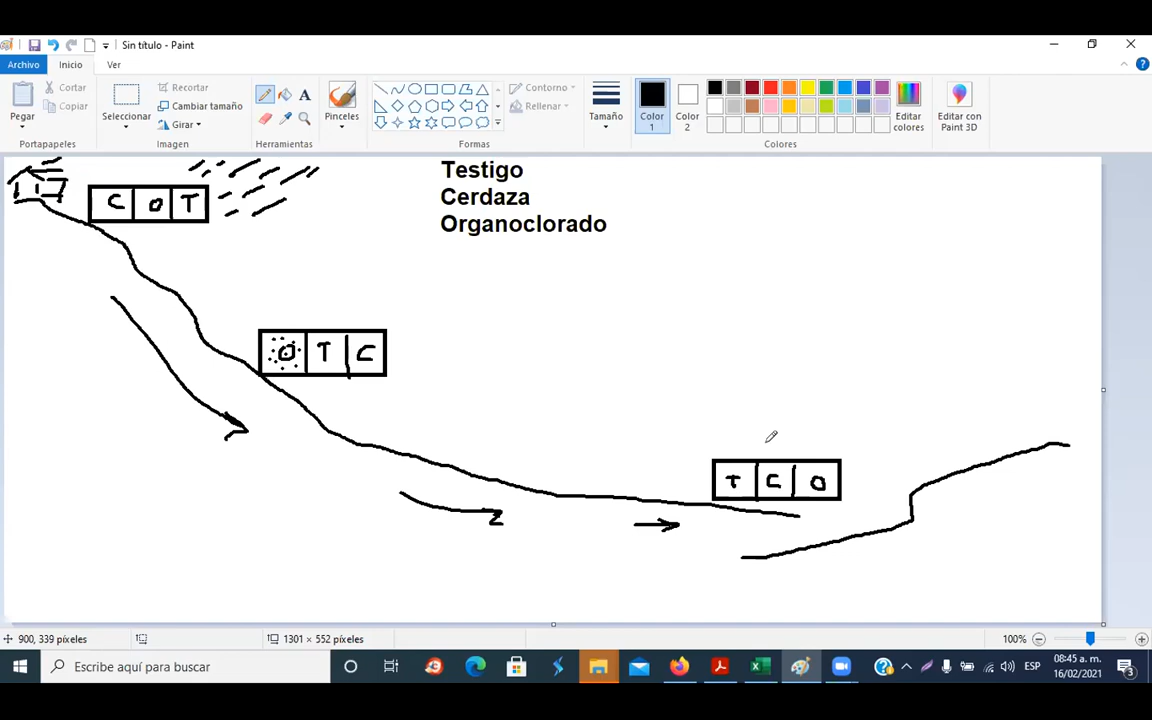 Sin título - Paint
Archivo Inicio Ver
Pegar
Cortar
Copiar
Portapapeles
Seleccionar
Recortar
Cambiar tamaño
Girar
Imagen
A
Herramientas
Pinceles
Contorno
Rellenar
Formas
Tamaño
Color 1
Color 2
Editar colores
Colores
Editar con Paint 3D
Testigo
Cerdaza
Organoclorado
C O T
O T C
T C O
900, 339 píxeles
1301 × 552 píxeles
100%
Escribe aquí para buscar
ESP
08:45 a. m.
16/02/2021
3